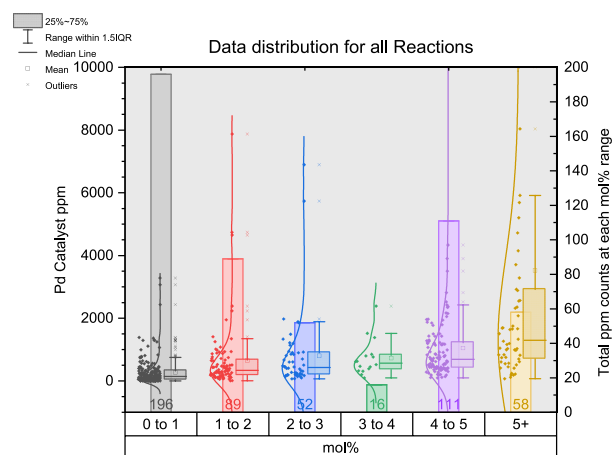 25%~75%
Range within 1.5IQR
Median Line
Mean
Outliers
Data distribution for all Reactions
10000
8000
6000
4000
2000
0
Pd Catalyst ppm
200
180
160
140
120
100
80
60
40
20
0
Total ppm counts at each mol% range
196
89
52
16
111
58
0 to 1
1 to 2
2 to 3
3 to 4
4 to 5
5+
mol%